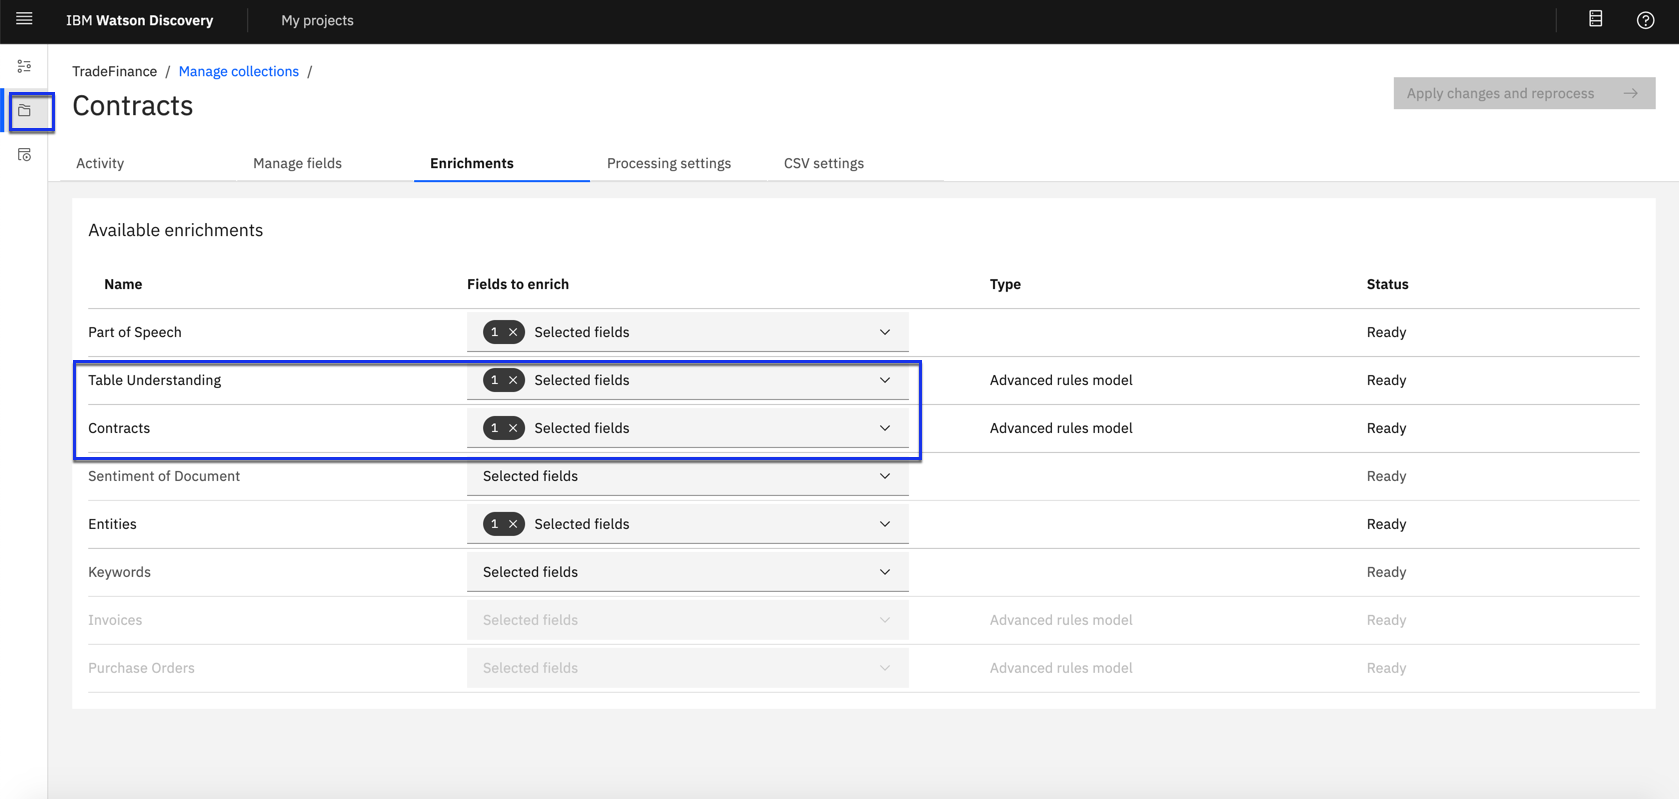 IBM Watson Discovery My projects
TradeFinance / Manage collections /
Contracts
Apply changes and reprocess
Activity Manage fields Enrichments Processing settings CSV settings
Available enrichments
Name Fields to enrich Type Status
Part of Speech 1 Selected fields Ready
Table Understanding 1 Selected fields Advanced rules model Ready
Contracts 1 Selected fields Advanced rules model Ready
Sentiment of Document Selected fields Ready
Entities 1 Selected fields Ready
Keywords Selected fields Ready
Invoices Selected fields Advanced rules model Ready
Purchase Orders Selected fields Advanced rules model Ready